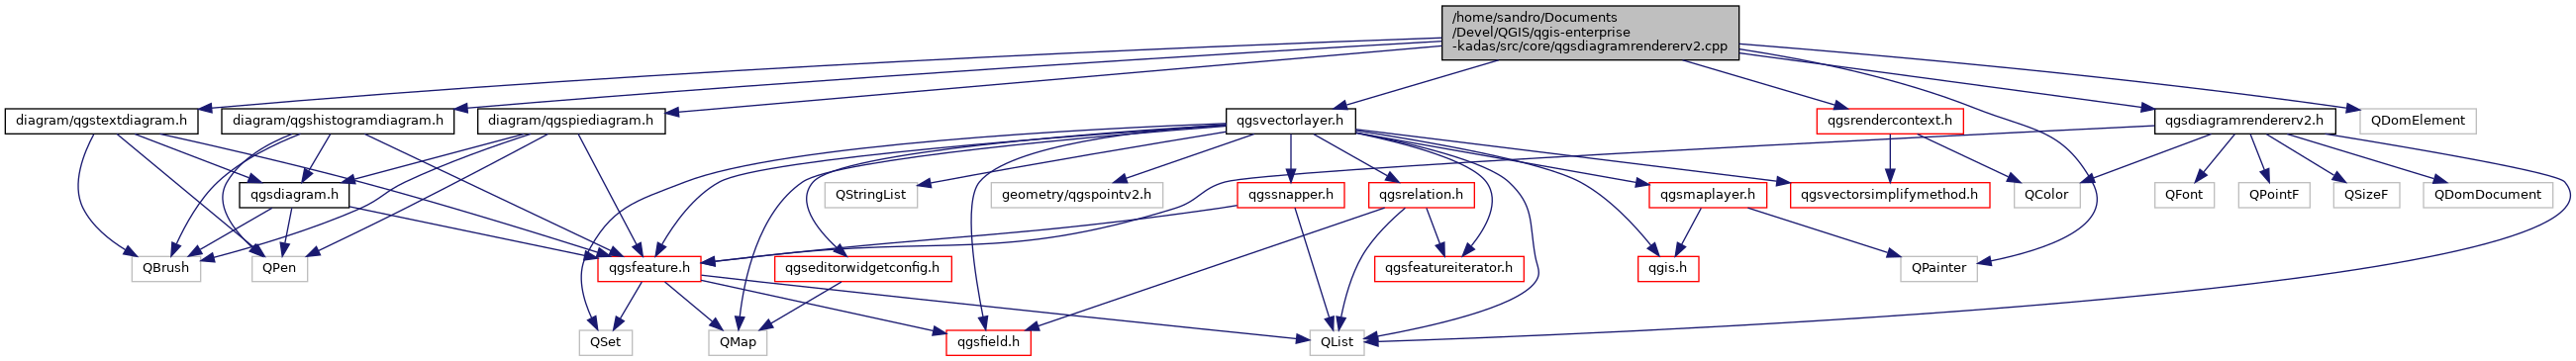 /home/sandro/Documents
/Devel/QGIS/qgis-enterprise
-kadas/src/core/qgsdiagramrendererv2.cpp
diagram/qgstextdiagram.h
diagram/qgshistogramdiagram.h
diagram/qgspiediagram.h
qgsvectorlayer.h
qgsrendercontext.h
qgsdiagramrendererv2.h
QDomElement
qgsdiagram.h
QStringList
geometry/qgspointv2.h
qgssnapper.h
qgsrelation.h
qgsmaplayer.h
qgsvectorsimplifymethod.h
QColor
QFont
QPointF
QSizeF
QDomDocument
QBrush
QPen
qgsfeature.h
qgseditorwidgetconfig.h
qgsfeatureiterator.h
qgis.h
QPainter
QSet
QMap
qgsfield.h
QList